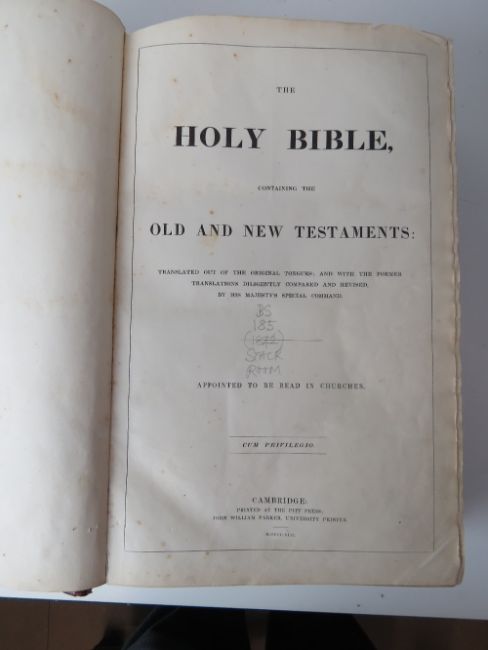 THE
HOLY BIBLE,
CONTAINING THE
OLD AND NEW TESTAMENTS:
TRANSLATED OUT OF THE ORIGINAL TONGUES; AND WITH THE FORMER
TRANSLATIONS DILIGENTLY COMPARED AND REVISED,
BY HIS MAJESTY'S SPECIAL COMMAND.
BS
185
STACK
ROOM
APPOINTED TO BE READ IN CHURCHES.
CUM PRIVILEGIO.
CAMBRIDGE:
PRINTED AT THE PITT PRESS,
JOHN WILLIAM PARKER, UNIVERSITY PRINTER.